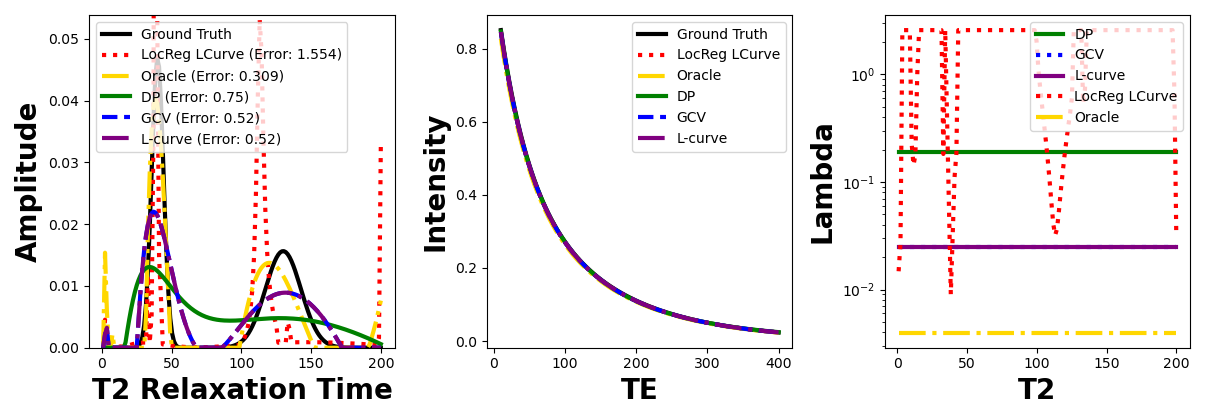 Amplitude
0.05
0.04
0.03
0.02
0.01
0.00
Ground Truth
LocReg LCurve (Error: 1.554)
Oracle (Error: 0.309)
DP (Error: 0.75)
GCV (Error: 0.52)
L-curve (Error: 0.52)
0 50 100 150 200
T2 Relaxation Time
Intensity
0.8
0.6
0.4
0.2
0.0
Ground Truth
LocReg LCurve
Oracle
DP
GCV
L-curve
0 100 200 300 400
TE
Lambda
10⁰
10⁻¹
10⁻²
DP
GCV
L-curve
LocReg LCurve
Oracle
0 50 100 150 200
T2